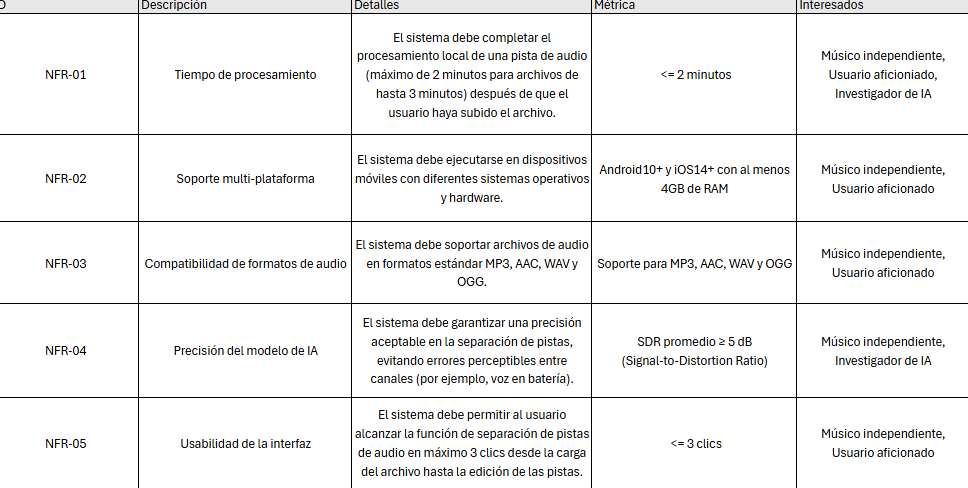 D Descripción Detalles Métrica Interesados
El sistema debe completar el
procesamiento local de una pista de audio
(máximo de 2 minutos para archivos de
hasta 3 minutos) después de que el
usuario haya subido el archivo.
NFR-01 Tiempo de procesamiento <= 2 minutos
Músico independiente,
Usuario aficioniado,
Investigador de IA
NFR-02 Soporte multi-plataforma
El sistema debe ejecutarse en dispositivos
móviles con diferentes sistemas operativos
y hardware.
Android10+ y iOS14+ con al menos
4GB de RAM
Músico independiente,
Usuario aficionado
NFR-03 Compatibilidad de formatos de audio
El sistema debe soportar archivos de audio
en formatos estándar MP3, AAC, WAV y
OGG.
Soporte para MP3, AAC, WAV y OGG
Músico independiente,
Usuario aficionado
NFR-04 Precisión del modelo de IA
El sistema debe garantizar una precisión
aceptable en la separación de pistas,
evitando errores perceptibles entre
canales (por ejemplo, voz en batería).
SDR promedio ≥ 5 dB
(Signal-to-Distortion Ratio)
Músico independiente,
Investigador de IA
NFR-05 Usabilidad de la interfaz
El sistema debe permitir al usuario
alcanzar la función de separación de pistas
de audio en máximo 3 clics desde la carga
del archivo hasta la edición de las pistas.
<= 3 clics
Músico independiente,
Usuario aficionado